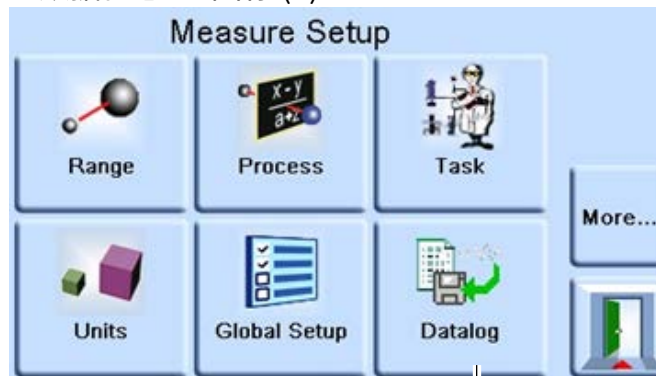 Measure Setup
Range
Process
Task
x-y
More...
Units
Global Setup
Datalog